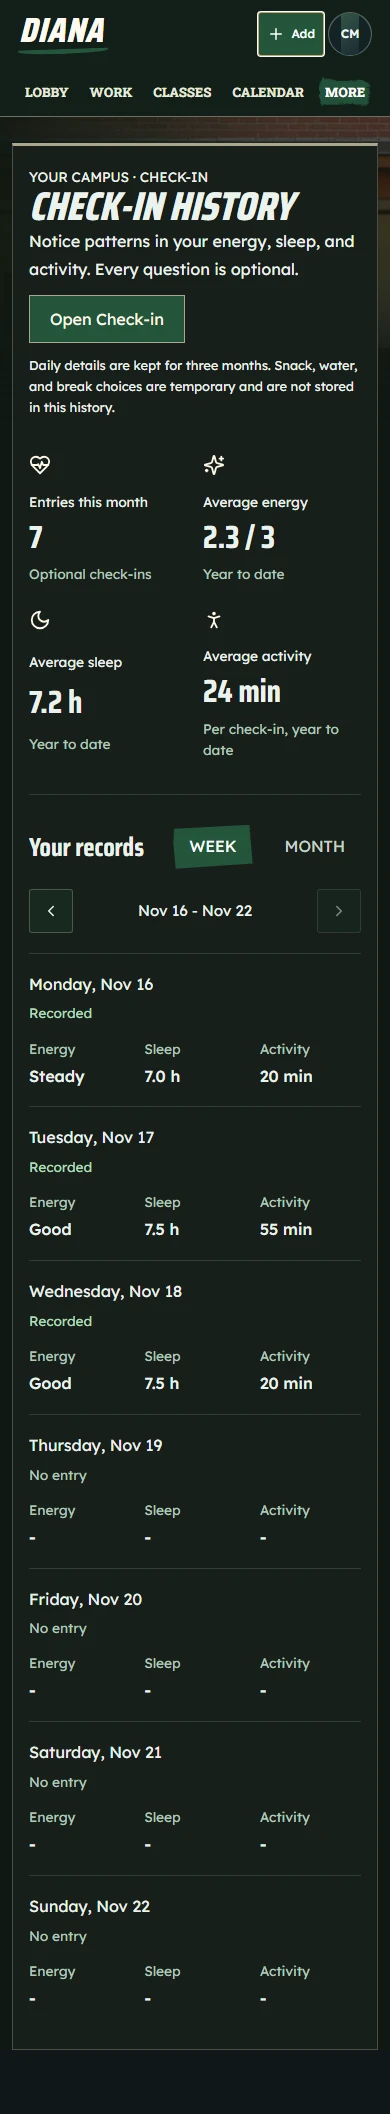 DIANA
+ Add
CM
LOBBY WORK CLASSES CALENDAR MORE
YOUR CAMPUS · CHECK-IN
CHECK-IN HISTORY
Notice patterns in your energy, sleep, and
activity. Every question is optional.
Open Check-in
Daily details are kept for three months. Snack, water,
and break choices are temporary and are not stored
in this history.
Entries this month
7
Optional check-ins
Average energy
2.3 / 3
Year to date
Average sleep
7.2 h
Year to date
Average activity
24 min
Per check-in, year to
date
Your records WEEK MONTH
Nov 16 - Nov 22
Monday, Nov 16
Recorded
Energy Sleep Activity
Steady 7.0 h 20 min
Tuesday, Nov 17
Recorded
Energy Sleep Activity
Good 7.5 h 55 min
Wednesday, Nov 18
Recorded
Energy Sleep Activity
Good 7.5 h 20 min
Thursday, Nov 19
No entry
Energy Sleep Activity
- - -
Friday, Nov 20
No entry
Energy Sleep Activity
- - -
Saturday, Nov 21
No entry
Energy Sleep Activity
- - -
Sunday, Nov 22
No entry
Energy Sleep Activity
- - -